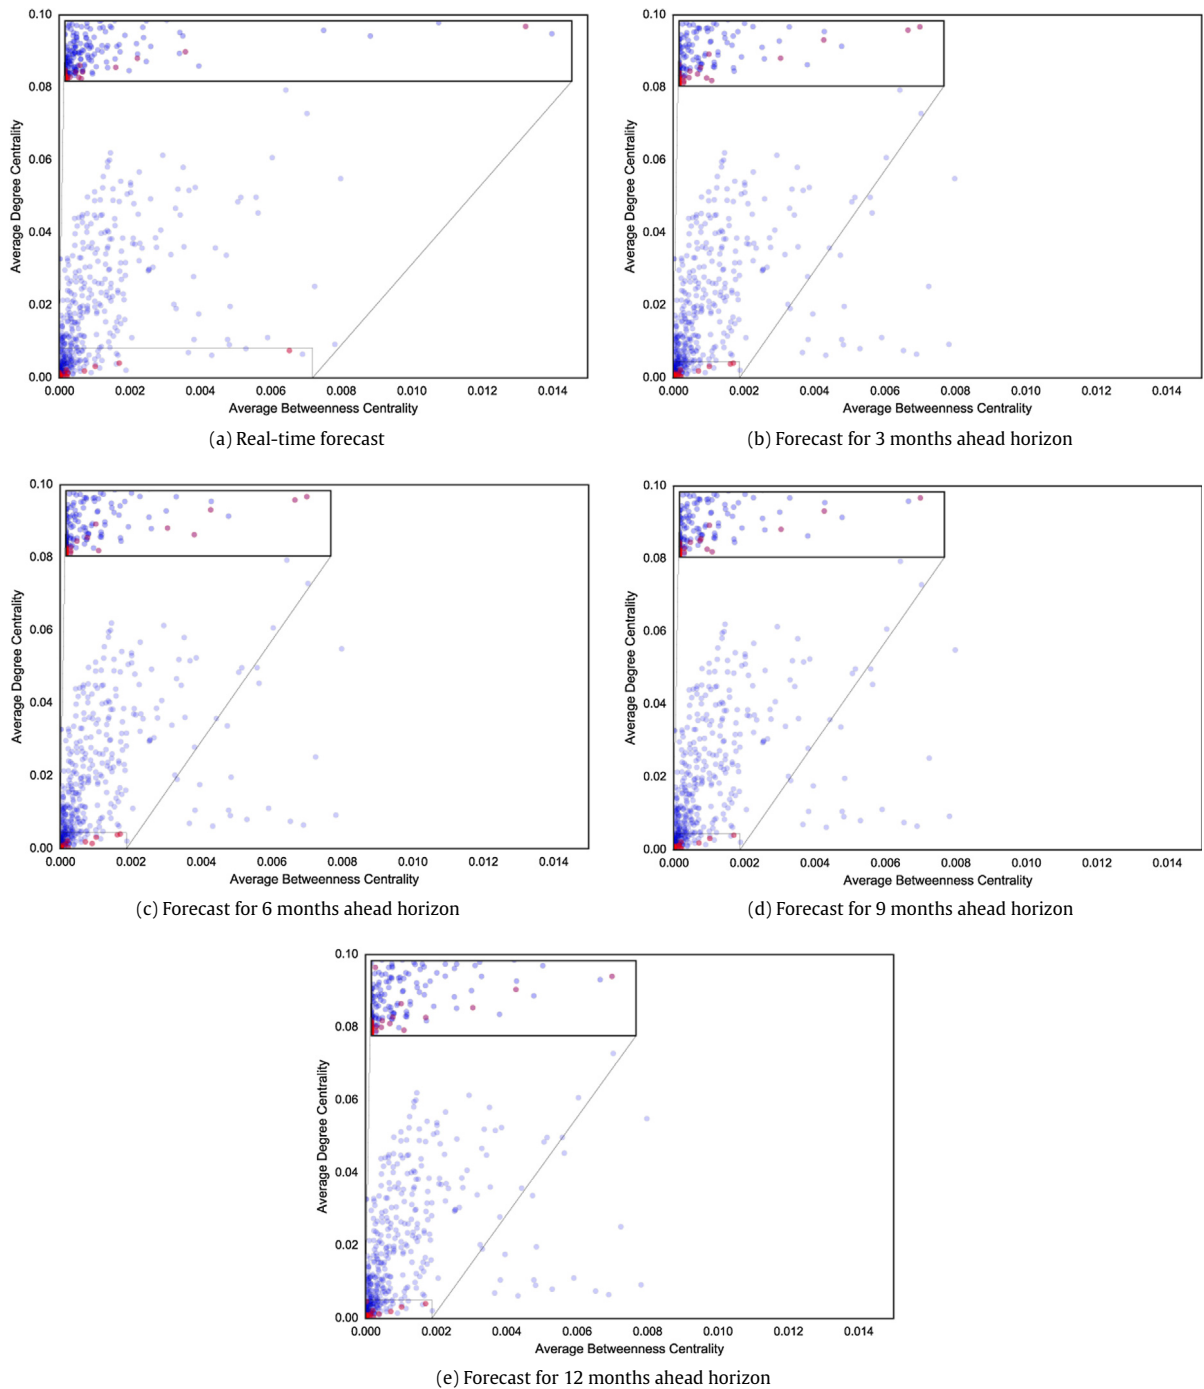 0.10
0.08
0.06
0.04
0.02
0.00
Average Degree Centrality
0.000 0.002 0.004 0.006 0.008 0.010 0.012 0.014
Average Betweenness Centrality
(a) Real-time forecast
0.10
0.08
0.06
0.04
0.02
0.00
Average Degree Centrality
0.000 0.002 0.004 0.006 0.008 0.010 0.012 0.014
Average Betweenness Centrality
(b) Forecast for 3 months ahead horizon
0.10
0.08
0.06
0.04
0.02
0.00
Average Degree Centrality
0.000 0.002 0.004 0.006 0.008 0.010 0.012 0.014
Average Betweenness Centrality
(c) Forecast for 6 months ahead horizon
0.10
0.08
0.06
0.04
0.02
0.00
Average Degree Centrality
0.000 0.002 0.004 0.006 0.008 0.010 0.012 0.014
Average Betweenness Centrality
(d) Forecast for 9 months ahead horizon
0.10
0.08
0.06
0.04
0.02
0.00
Average Degree Centrality
0.000 0.002 0.004 0.006 0.008 0.010 0.012 0.014
Average Betweenness Centrality
(e) Forecast for 12 months ahead horizon